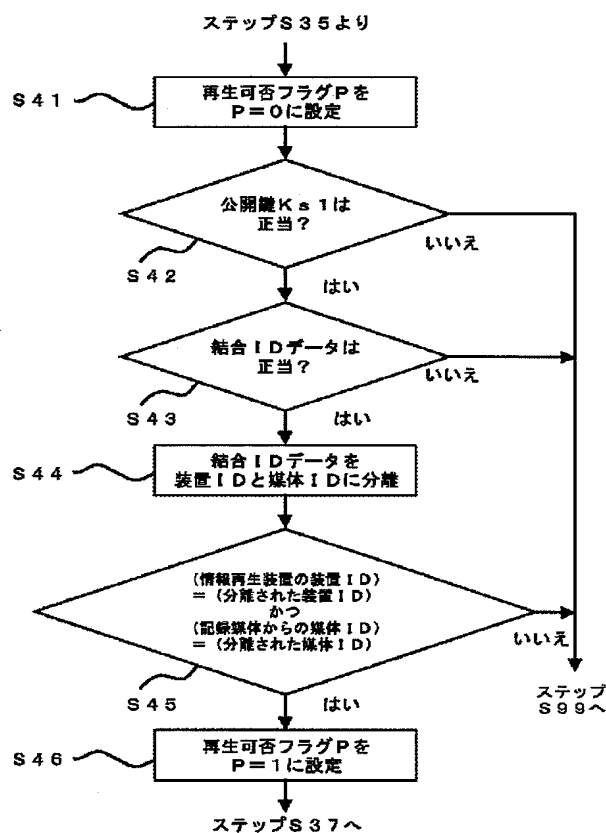 ステップS35より
S41
再生可否フラグPを
P=0に設定
公開鍵Ks1は
正当?
いいえ
S42
はい
結合IDデータは
正当?
いいえ
S43
はい
S44
結合IDデータを
装置IDと媒体IDに分離
(情報再生装置の装置ID)
=(分離された装置ID)
かつ
(記録媒体からの媒体ID)
=(分離された媒体ID)
いいえ
S45
はい
ステップ
S99へ
S46
再生可否フラグPを
P=1に設定
ステップS37へ